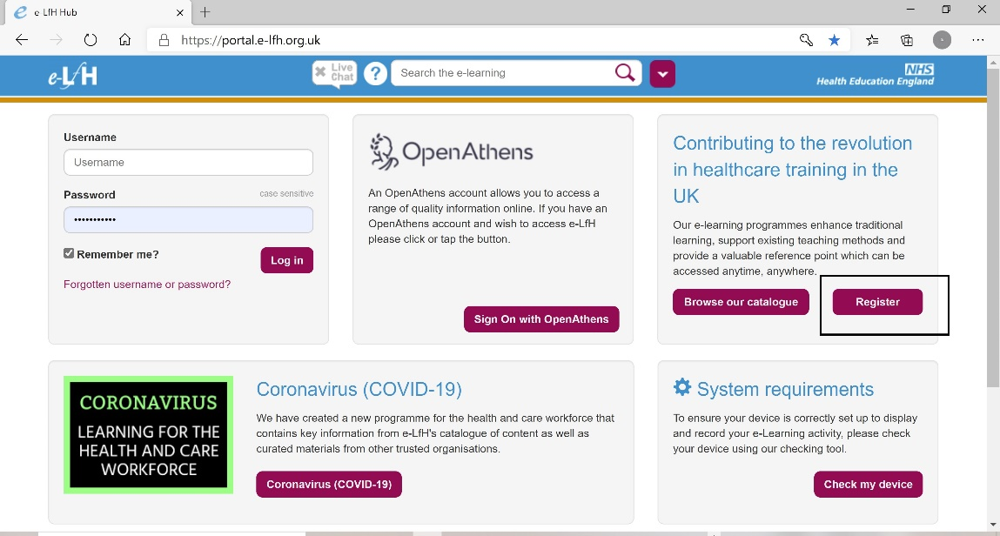 e-LfH Hub
https://portal.e-lfh.org.uk
e-LfH
Live
Chat
?
Search the e-learning
NHS
Health Education England
Username
Username
Password
case sensitive
•••••••••••
Remember me?
Log in
Forgotten username or password?
OpenAthens
An OpenAthens account allows you to access a
range of quality information online. If you have an
OpenAthens account and wish to access e-LfH
please click or tap the button.
Sign On with OpenAthens
Contributing to the revolution
in healthcare training in the
UK
Our e-learning programmes enhance traditional
learning, support existing teaching methods and
provide a valuable reference point which can be
accessed anytime, anywhere.
Browse our catalogue
Register
CORONAVIRUS
LEARNING FOR THE
HEALTH AND CARE
WORKFORCE
Coronavirus (COVID-19)
We have created a new programme for the health and care workforce that
contains key information from e-LfH's catalogue of content as well as
curated materials from other trusted organisations.
Coronavirus (COVID-19)
System requirements
To ensure your device is correctly set up to display
and record your e-Learning activity, please check
your device using our checking tool.
Check my device